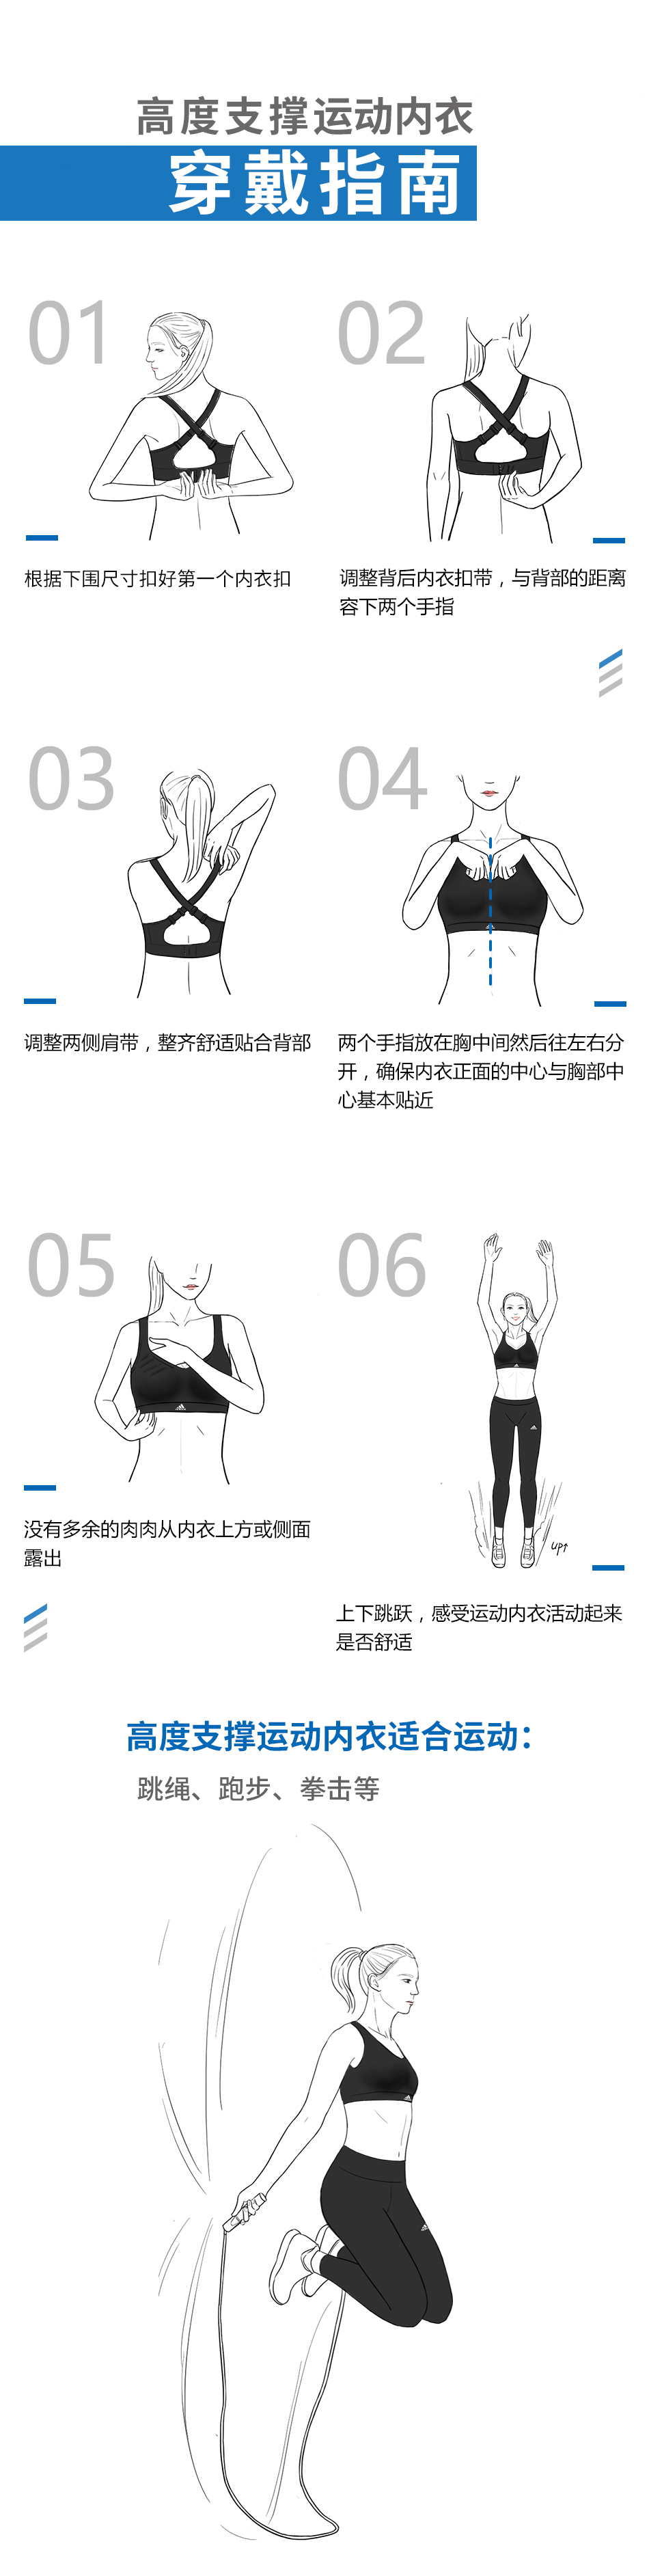 高度支撑运动内衣
穿戴指南
01
02
根据下围尺寸扣好第一个内衣扣
调整背后内衣扣带，与背部的距离
容下两个手指
03
04
调整两侧肩带，整齐舒适贴合背部
两个手指放在胸中间然后往左右分
开，确保内衣正面的中心与胸部中
心基本贴近
05
06
没有多余的肉肉从内衣上方或侧面
露出
UP↑
上下跳跃，感受运动内衣活动起来
是否舒适
高度支撑运动内衣适合运动：
跳绳、跑步、拳击等